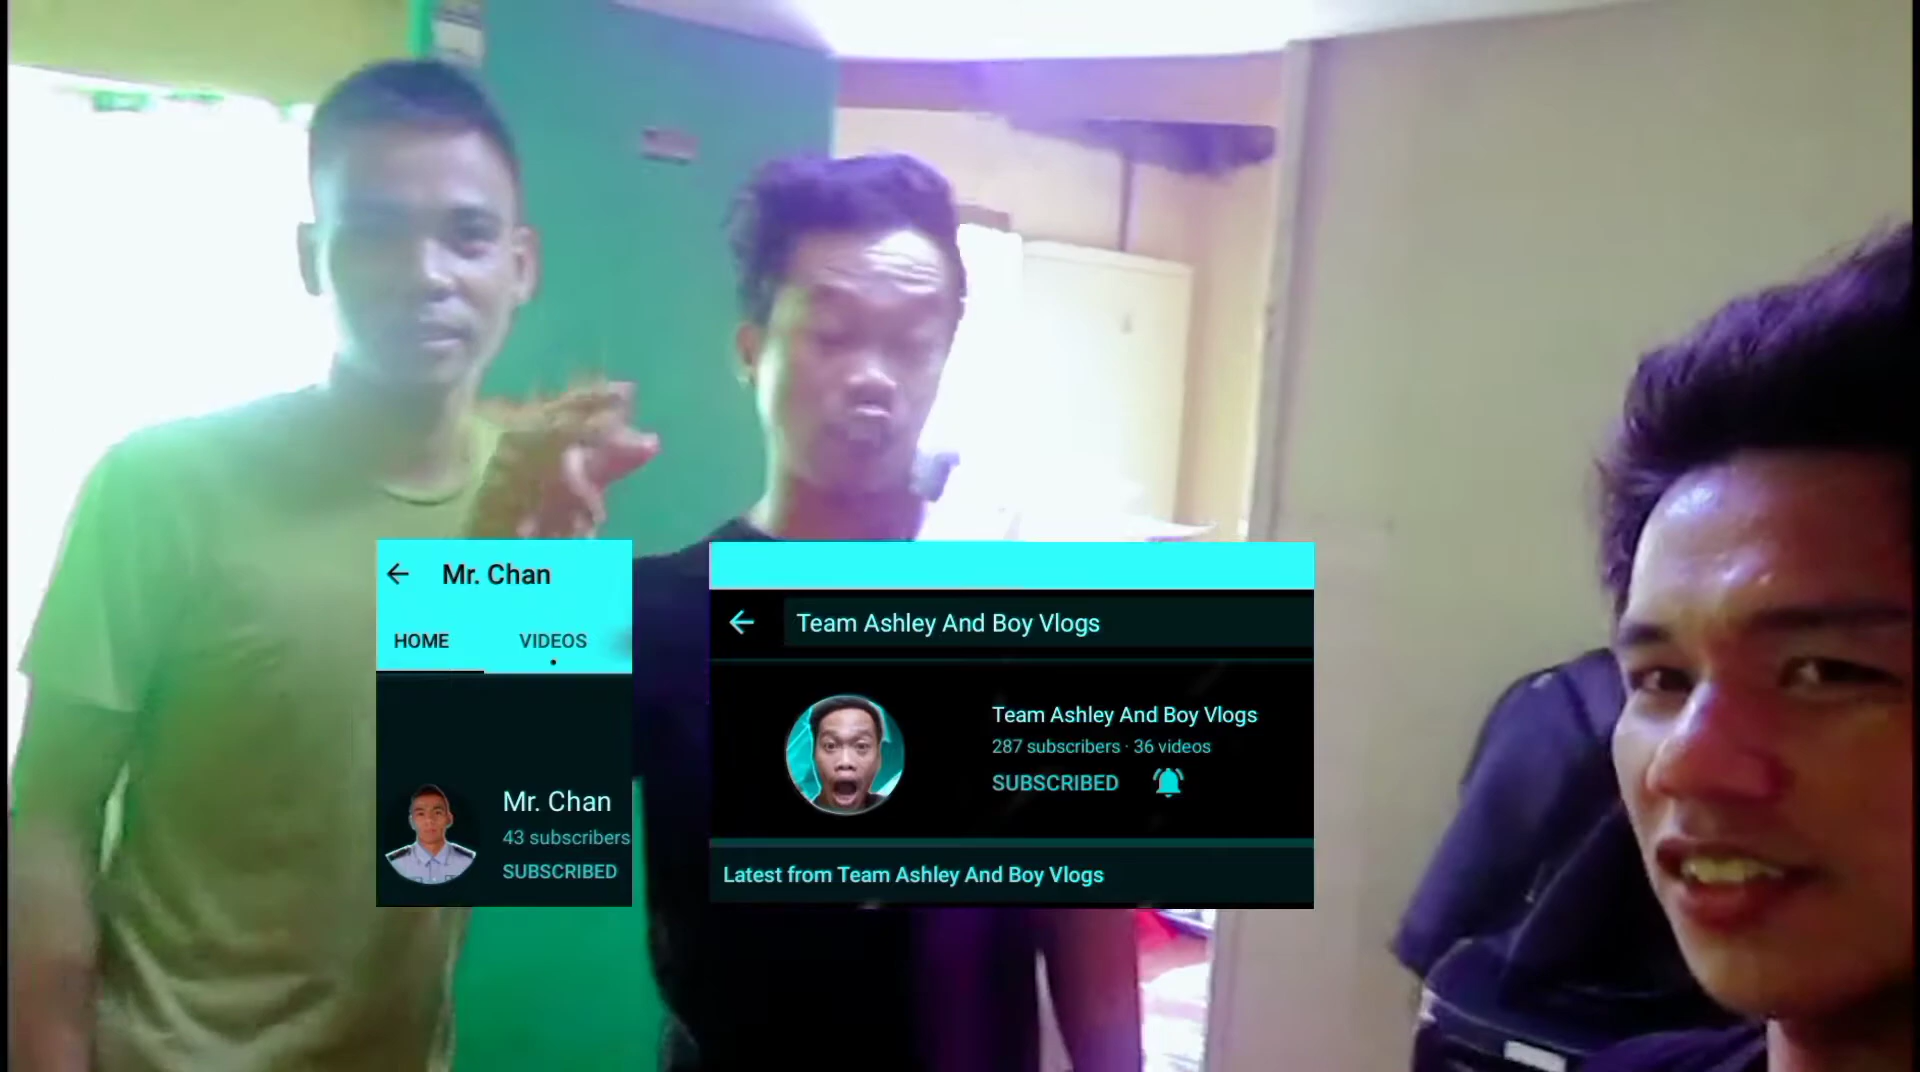 Mr. Chan
HOME VIDEOS
Mr. Chan
43 subscribers
SUBSCRIBED
Team Ashley And Boy Vlogs
Team Ashley And Boy Vlogs
287 subscribers · 36 videos
SUBSCRIBED
Latest from Team Ashley And Boy Vlogs